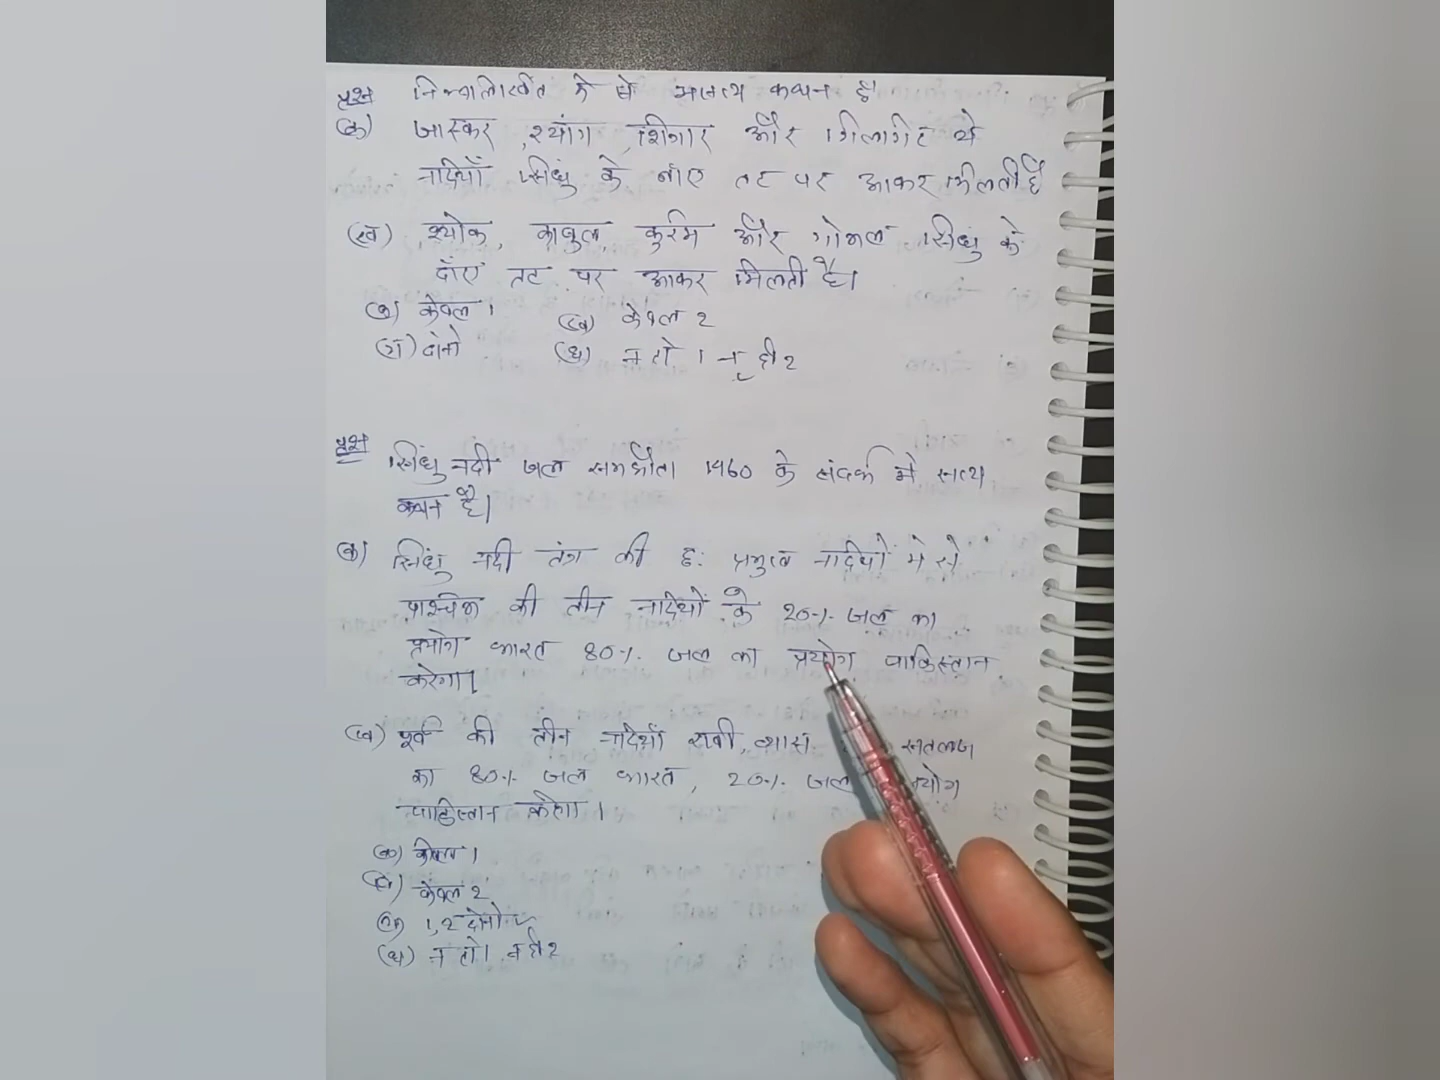 प्रश्न निम्नलिखित में से सत्य कथन है।
(क) जास्कर, श्यांग, शिगार और गिलगिट ये
नदियाँ सिंधु के बाँए तट पर आकर मिलती हैं
(ख) श्योक, काबुल, कुर्रम और गोमल सिंधु के
दाँए तट पर आकर मिलती है।
(क) केवल 1 (ख) केवल 2
(ग) दोनो (घ) न तो 1 न ही 2
प्रश्न सिंधु नदी जल समझौता 1960 के संदर्भ में सत्य
कथन है।
(क) सिंधु नदी तंत्र की छ: प्रमुख नदियों मे से
पश्चिम की तीन नदियों के 20% जल का
प्रयोग भारत 80% जल का प्रयोग पाकिस्तान
करेगा।
(ख) पूर्व की तीन नदियाँ रावी, व्यास सतलज
का 80% जल भारत, 20% जल
पाकिस्तान करेगा।
(क) केवल 1
(ख) केवल 2
(ग) 1,2 दोनो
(घ) न तो 1 न ही 2